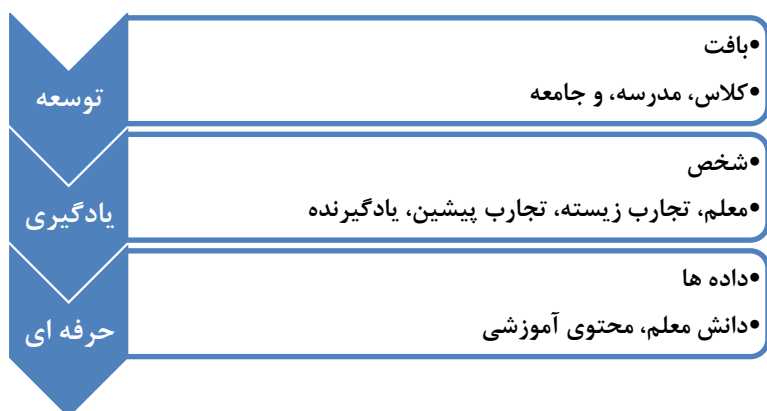 توسعه
•بافت
•کلاس، مدرسه، و جامعه
یادگیری
•شخص
•معلم، تجارب زیسته، تجارب پیشین، یادگیرنده
حرفه ای
•داده ها
•دانش معلم، محتوی آموزشی